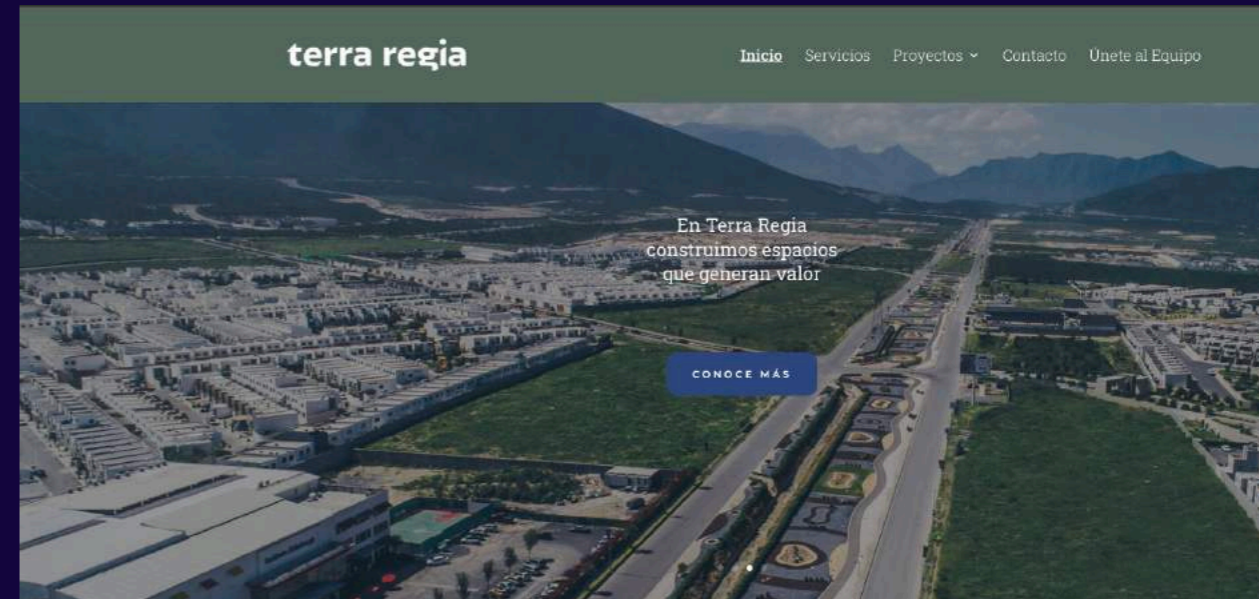 terra regia
Inicio Servicios Proyectos Contacto Únete al Equipo
En Terra Regia
construimos espacios
que generan valor
CONOCE MÁS